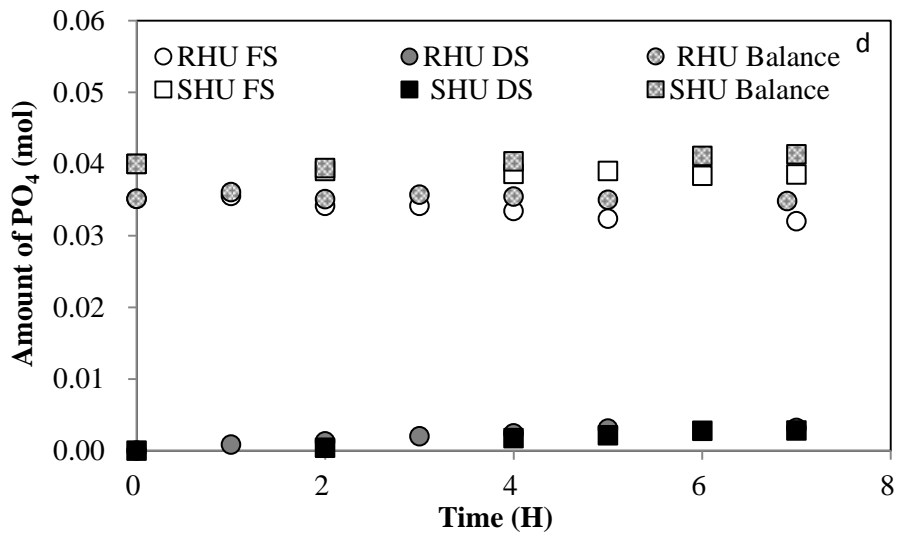 0.06
d
RHU FS
RHU DS
RHU Balance
SHU FS
SHU DS
SHU Balance
0.05
0.04
0.03
0.02
0.01
0.00
Amount of PO4 (mol)
0
2
4
6
8
Time (H)